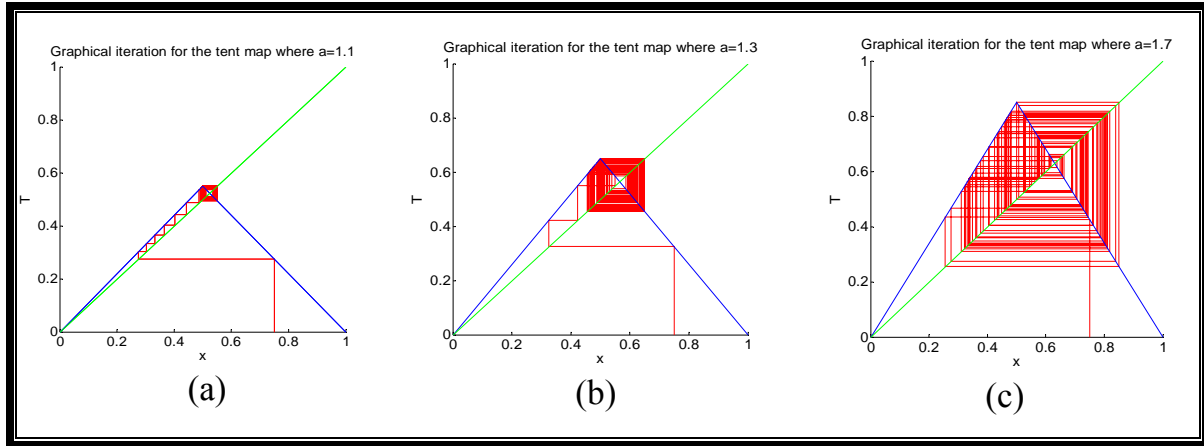 Graphical iteration for the tent map where a=1.1
1
0.8
0.6
T
0.4
0.2
0
0 0.2 0.4 0.6 0.8 1
x
(a)
Graphical iteration for the tent map where a=1.3
1
0.8
0.6
T
0.4
0.2
0
0 0.2 0.4 0.6 0.8 1
x
(b)
Graphical iteration for the tent map where a=1.7
1
0.8
0.6
T
0.4
0.2
0
0 0.2 0.4 0.6 0.8 1
x
(c)